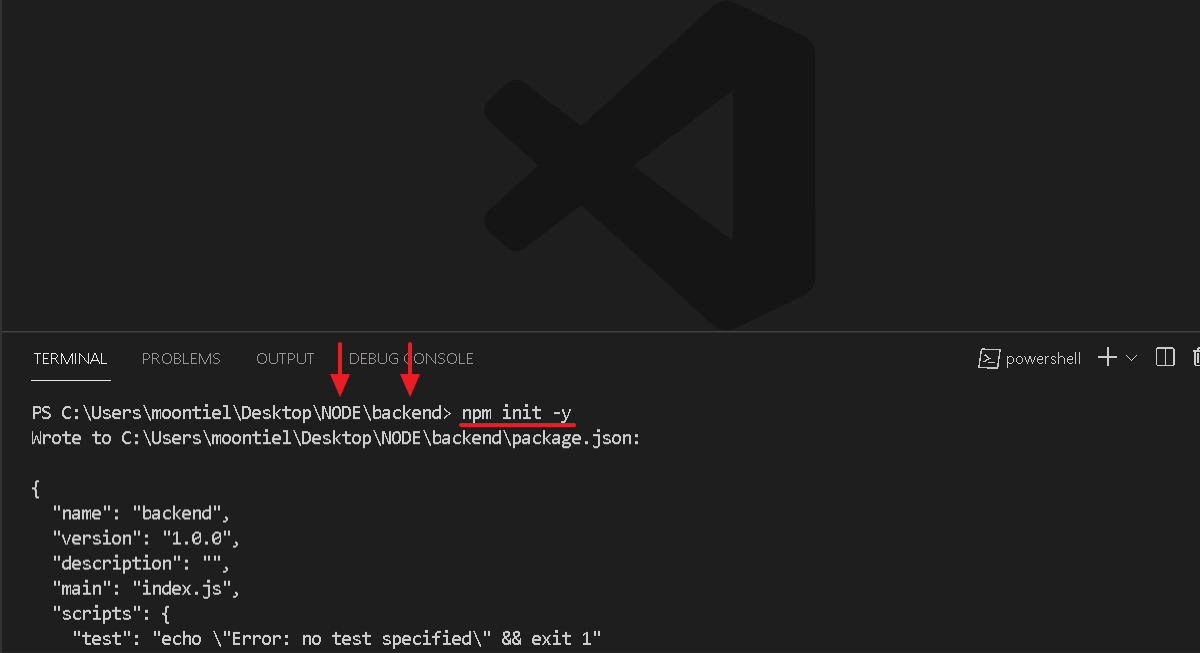 TERMINAL PROBLEMS OUTPUT DEBUG CONSOLE powershell
PS C:\Users\moontiel\Desktop\NODE\backend> npm init -y
Wrote to C:\Users\moontiel\Desktop\NODE\backend\package.json:
{
  "name": "backend",
  "version": "1.0.0",
  "description": "",
  "main": "index.js",
  "scripts": {
    "test": "echo \"Error: no test specified\" && exit 1"